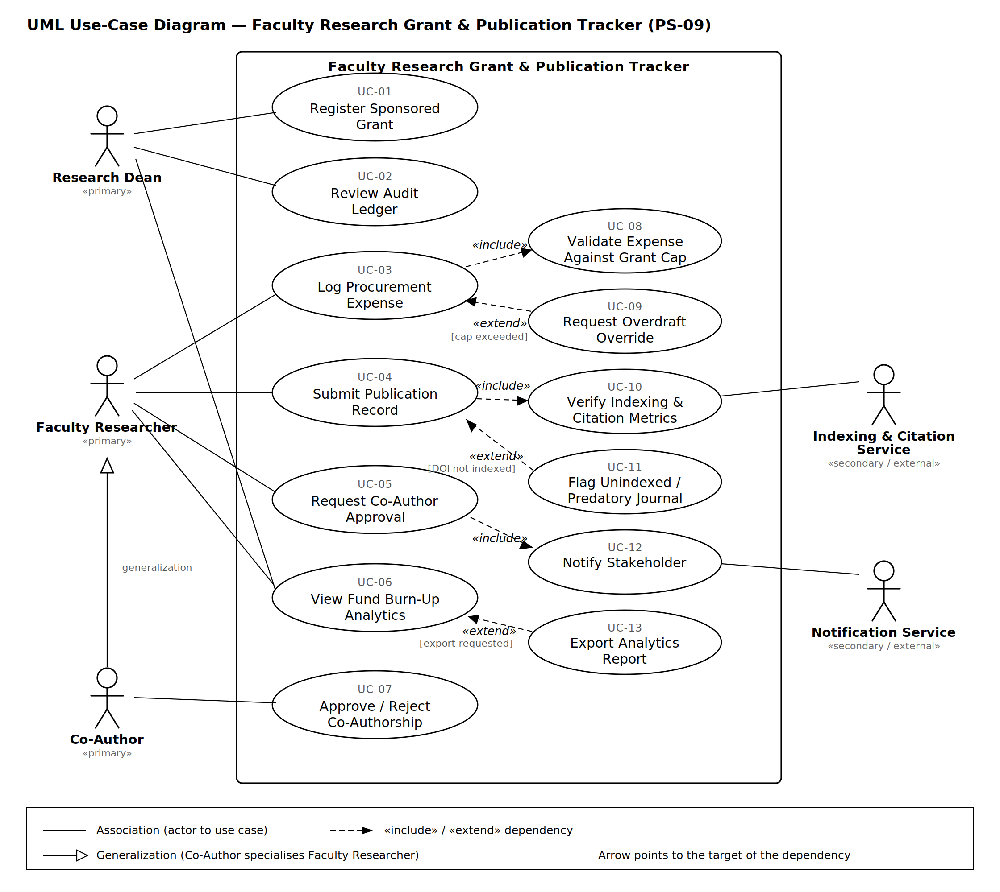 UML Use-Case Diagram — Faculty Research Grant & Publication Tracker (PS-09)
Faculty Research Grant & Publication Tracker
UC-01
Register Sponsored
Grant
Research Dean
«primary»
UC-02
Review Audit
Ledger
UC-08
Validate Expense
Against Grant Cap
«include»
UC-03
Log Procurement
Expense
UC-09
Request Overdraft
Override
«extend»
[cap exceeded]
Faculty Researcher
«primary»
UC-04
Submit Publication
Record
«include»
UC-10
Verify Indexing &
Citation Metrics
Indexing & Citation
Service
«secondary / external»
«extend»
[DOI not indexed]
UC-11
Flag Unindexed /
Predatory Journal
UC-05
Request Co-Author
Approval
«include»
UC-12
Notify Stakeholder
generalization
UC-06
View Fund Burn-Up
Analytics
«extend»
[export requested]
UC-13
Export Analytics
Report
Notification Service
«secondary / external»
UC-07
Approve / Reject
Co-Authorship
Co-Author
«primary»
Association (actor to use case)
«include» / «extend» dependency
Generalization (Co-Author specialises Faculty Researcher)
Arrow points to the target of the dependency